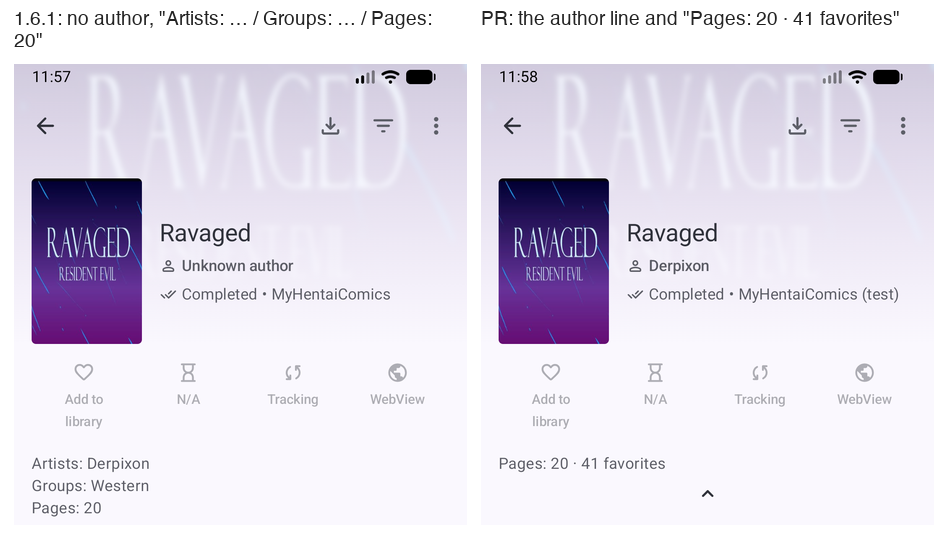 1.6.1: no author, "Artists: … / Groups: … / Pages:
20"
PR: the author line and "Pages: 20 · 41 favorites"
11:57
RAVAGED
RAVAGED
RESIDENT EVIL
Ravaged
Unknown author
Completed • MyHentaiComics
Add to
library
N/A
Tracking
WebView
Artists: Derpixon
Groups: Western
Pages: 20
11:58
RAVAGED
RAVAGED
RESIDENT EVIL
Ravaged
Derpixon
Completed • MyHentaiComics (test)
Add to
library
N/A
Tracking
WebView
Pages: 20 · 41 favorites